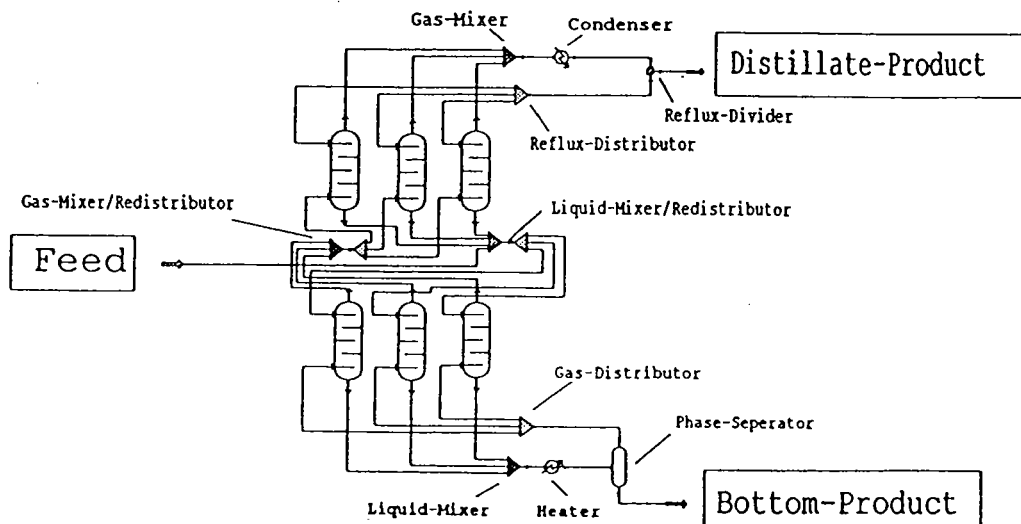 Gas-Mixer
Condenser
Distillate-Product
Reflux-Divider
Reflux-Distributor
Gas-Mixer/Redistributor
Liquid-Mixer/Redistributor
Feed
Gas-Distributor
Phase-Seperator
Liquid-Mixer
Heater
Bottom-Product